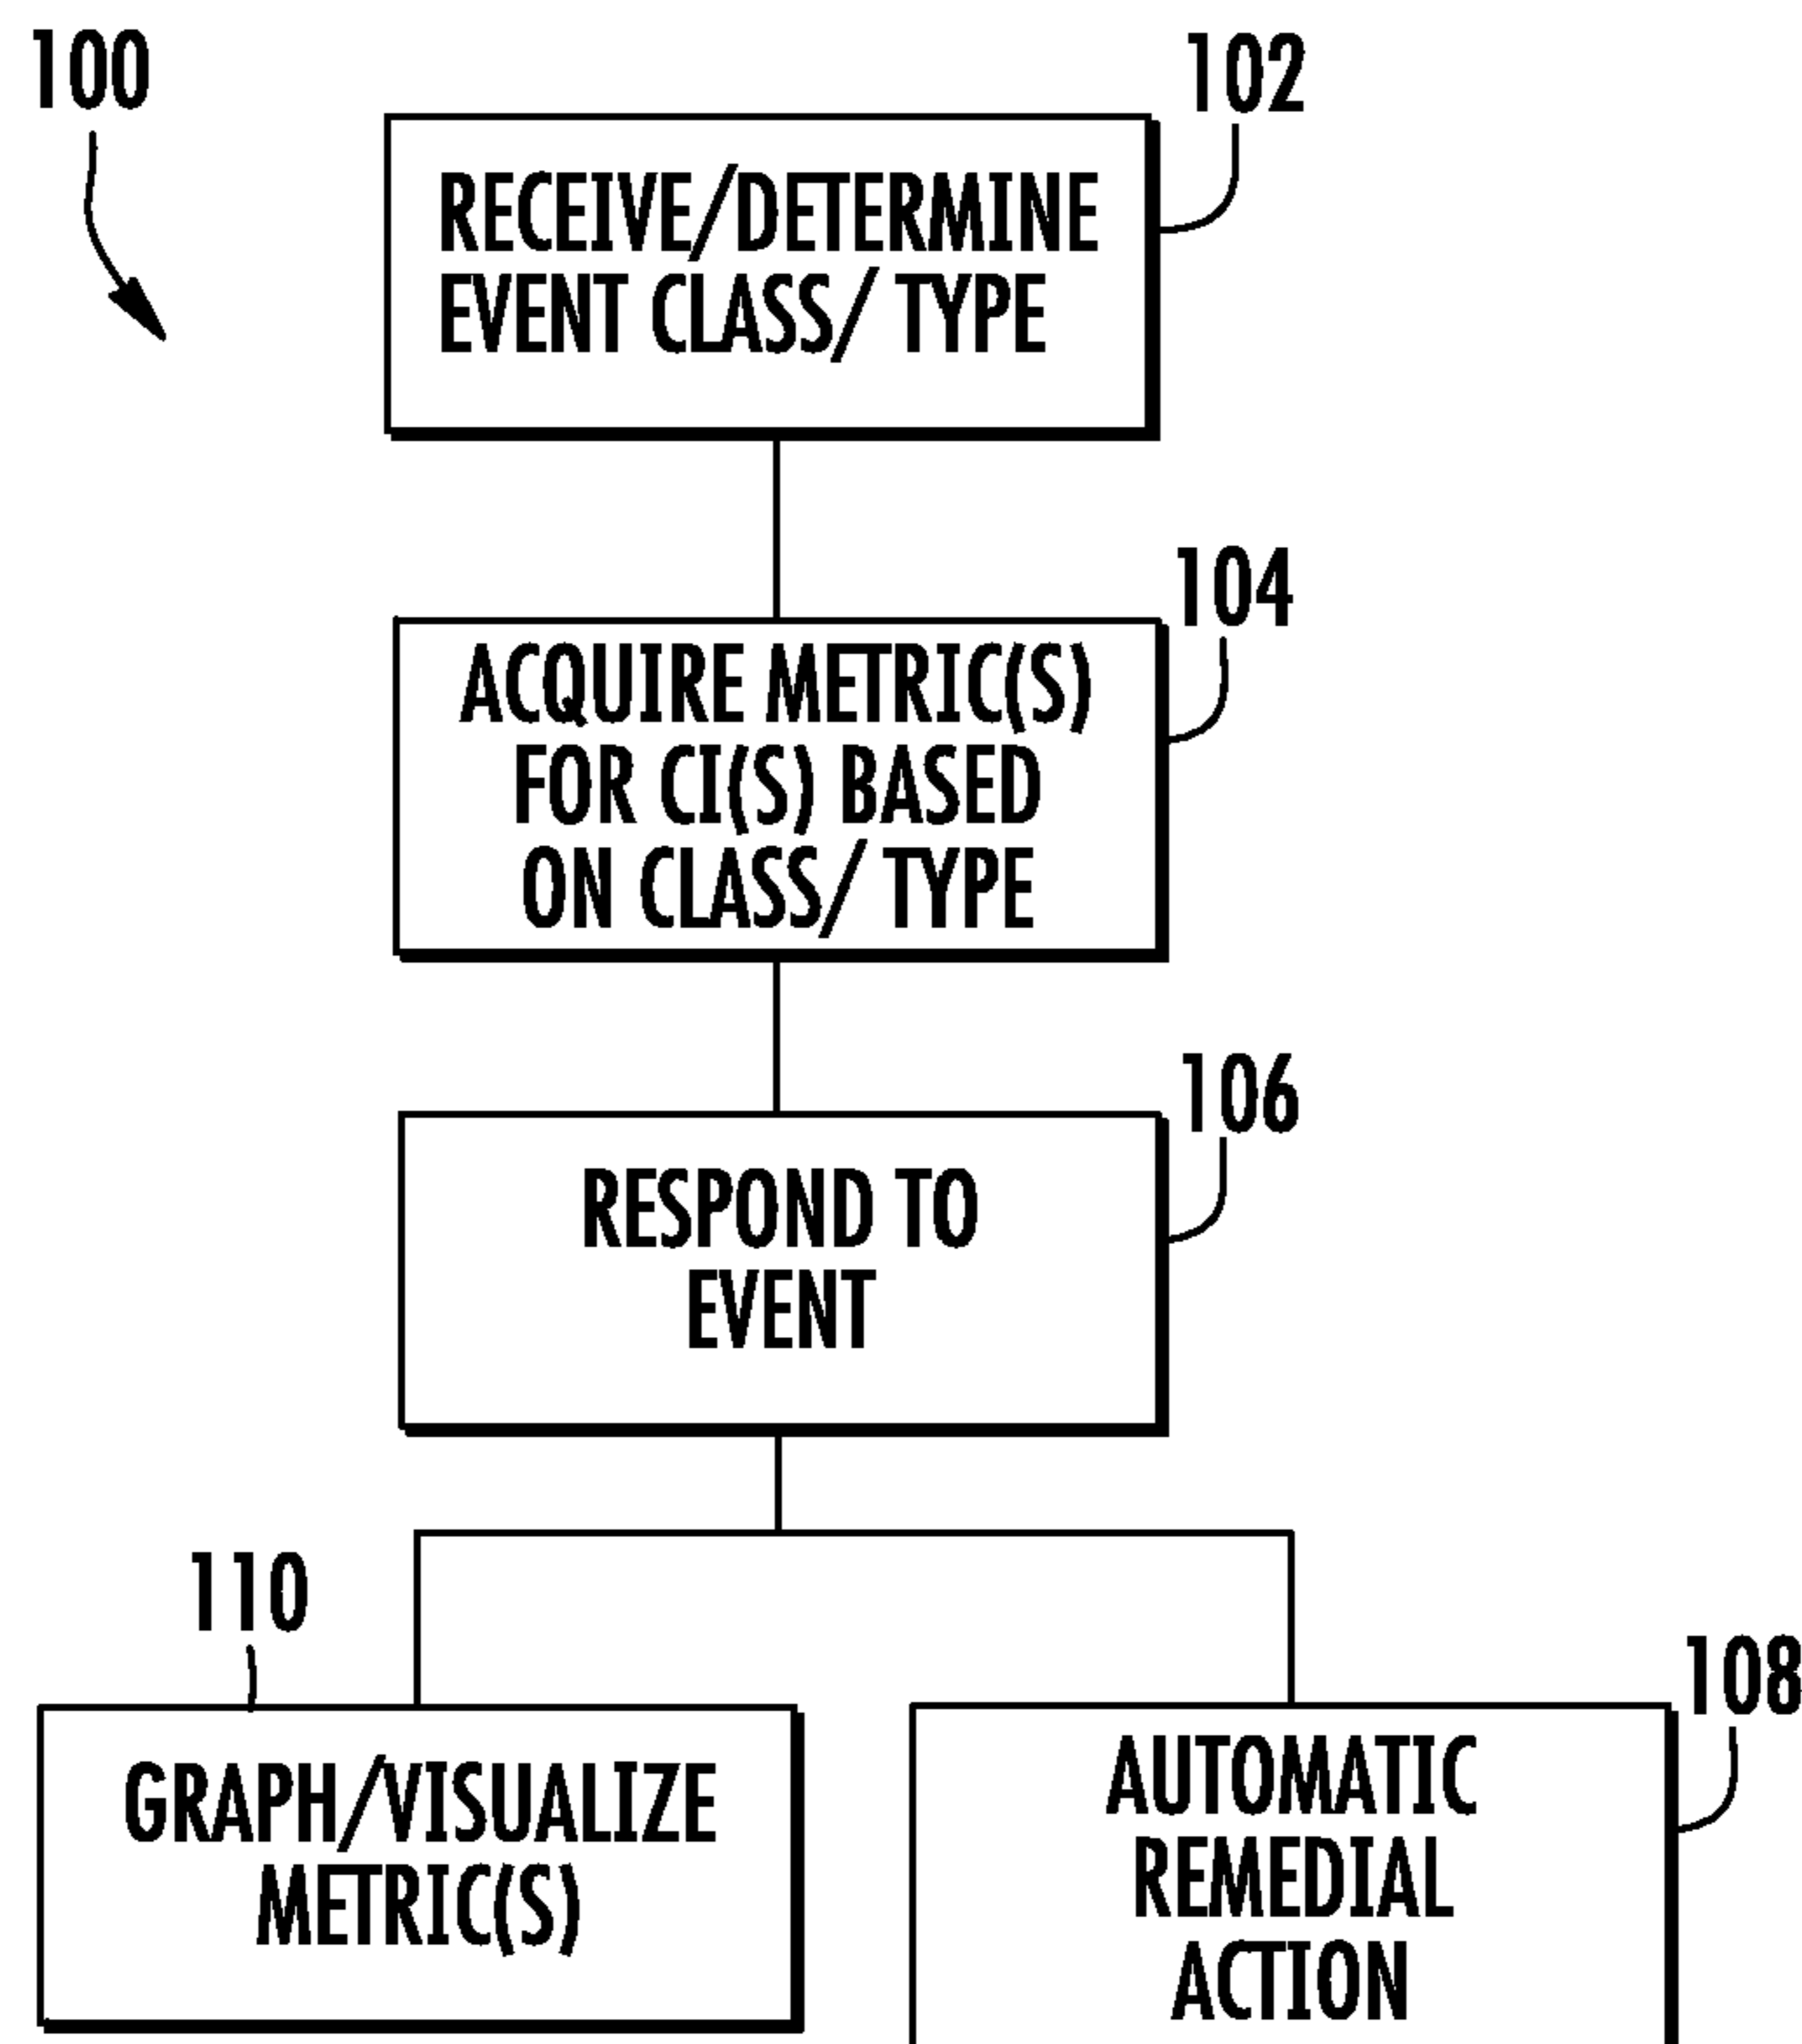 100
102
RECEIVE/DETERMINE
EVENT CLASS/ TYPE
104
ACQUIRE METRIC(S)
FOR CI(S) BASED
ON CLASS/ TYPE
106
RESPOND TO
EVENT
110
GRAPH/VISUALIZE
METRIC(S)
108
AUTOMATIC
REMEDIAL
ACTION